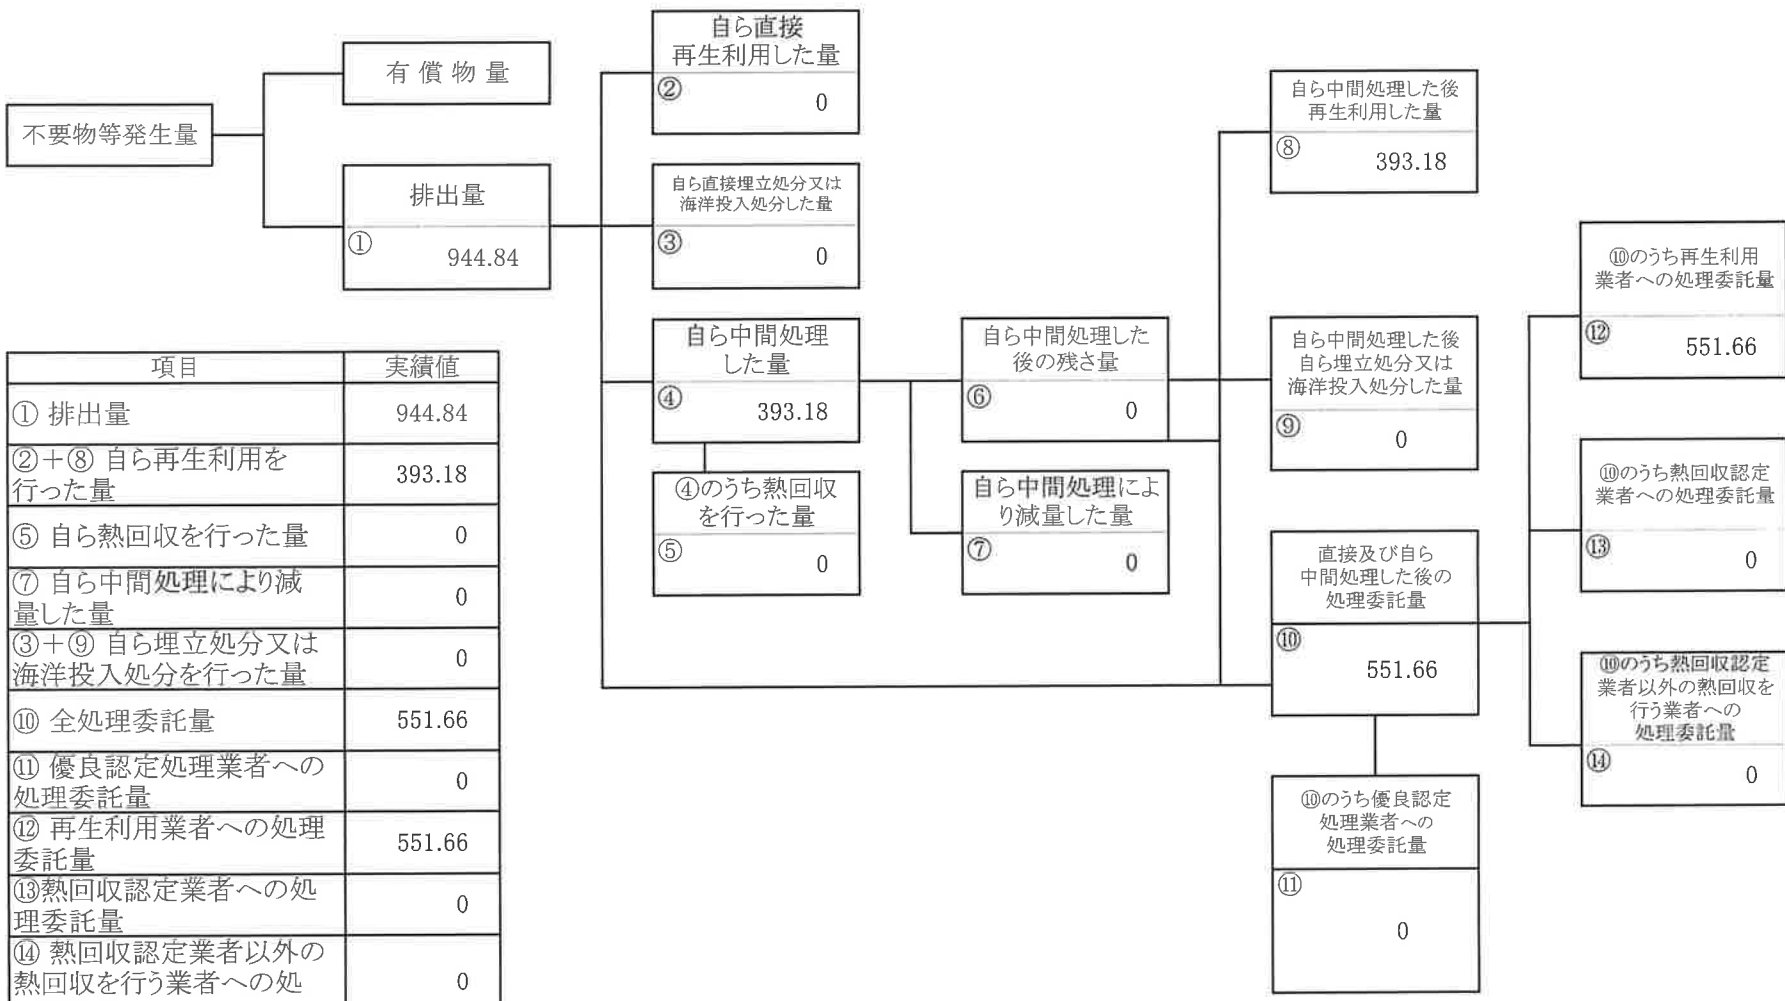 不要物等発生量
有償物量
排出量
①
944.84
自ら直接
再生利用した量
②
0
自ら直接埋立処分又は
海洋投入処分した量
③
0
自ら中間処理
した量
④
393.18
④のうち熱回収
を行った量
⑤
0
自ら中間処理した
後の残さ量
⑥
0
自ら中間処理によ
り減量した量
⑦
0
自ら中間処理した後
再生利用した量
⑧
393.18
自ら中間処理した後
自ら埋立処分又は
海洋投入処分した量
⑨
0
直接及び自ら
中間処理した後の
処理委託量
⑩
551.66
⑩のうち優良認定
処理業者への
処理委託量
⑪
0
⑩のうち再生利用
業者への処理委託量
⑫
551.66
⑩のうち熱回収認定
業者への処理委託量
⑬
0
⑩のうち熱回収認定
業者以外の熱回収を
行う業者への
処理委託量
⑭
0
項目 実績値
① 排出量 944.84
②+⑧ 自ら再生利用を
行った量 393.18
⑤ 自ら熱回収を行った量 0
⑦ 自ら中間処理により減
量した量 0
③+⑨ 自ら埋立処分又は
海洋投入処分を行った量 0
⑩ 全処理委託量 551.66
⑪ 優良認定処理業者への
処理委託量 0
⑫ 再生利用業者への処理
委託量 551.66
⑬熱回収認定業者への処
理委託量 0
⑭ 熱回収認定業者以外の
熱回収を行う業者への処 0